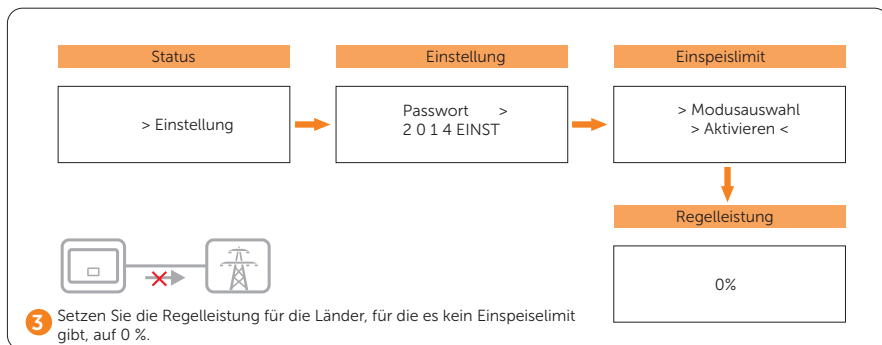 Status
Einstellung
Einspeislimit
> Einstellung
Passwort >
2 0 1 4 EINST
> Modusauswahl
> Aktivieren <
Regelleistung
0%
3 Setzen Sie die Regelleistung für die Länder, für die es kein Einspeiselimit
gibt, auf 0 %.